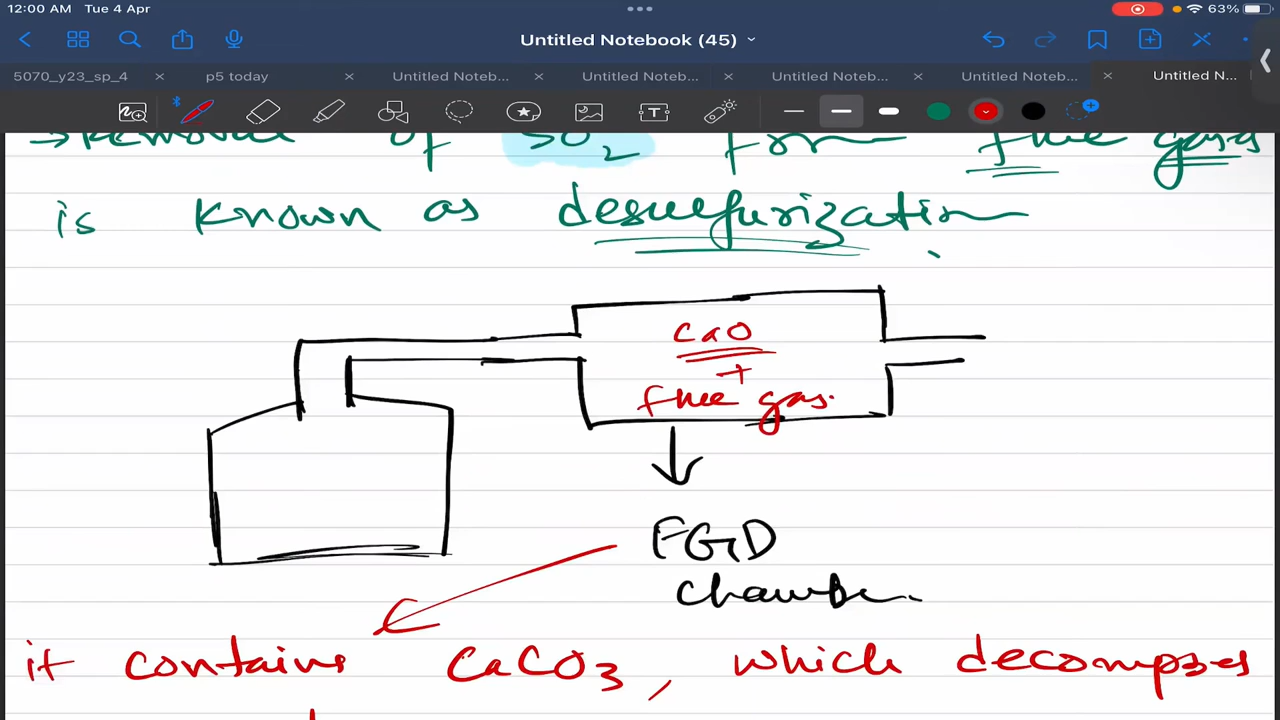 12:00 AM Tue 4 Apr
63%
Untitled Notebook (45)
5070_y23_sp_4
p5 today
Untitled Noteb...
Untitled Noteb...
Untitled Noteb...
Untitled Noteb...
Untitled N...
→Removal of SO2 from flue gases
is known as desulfurization
CaO
+
flue gas.
FGD
chamber.
it contains CaCO3, which decomposes